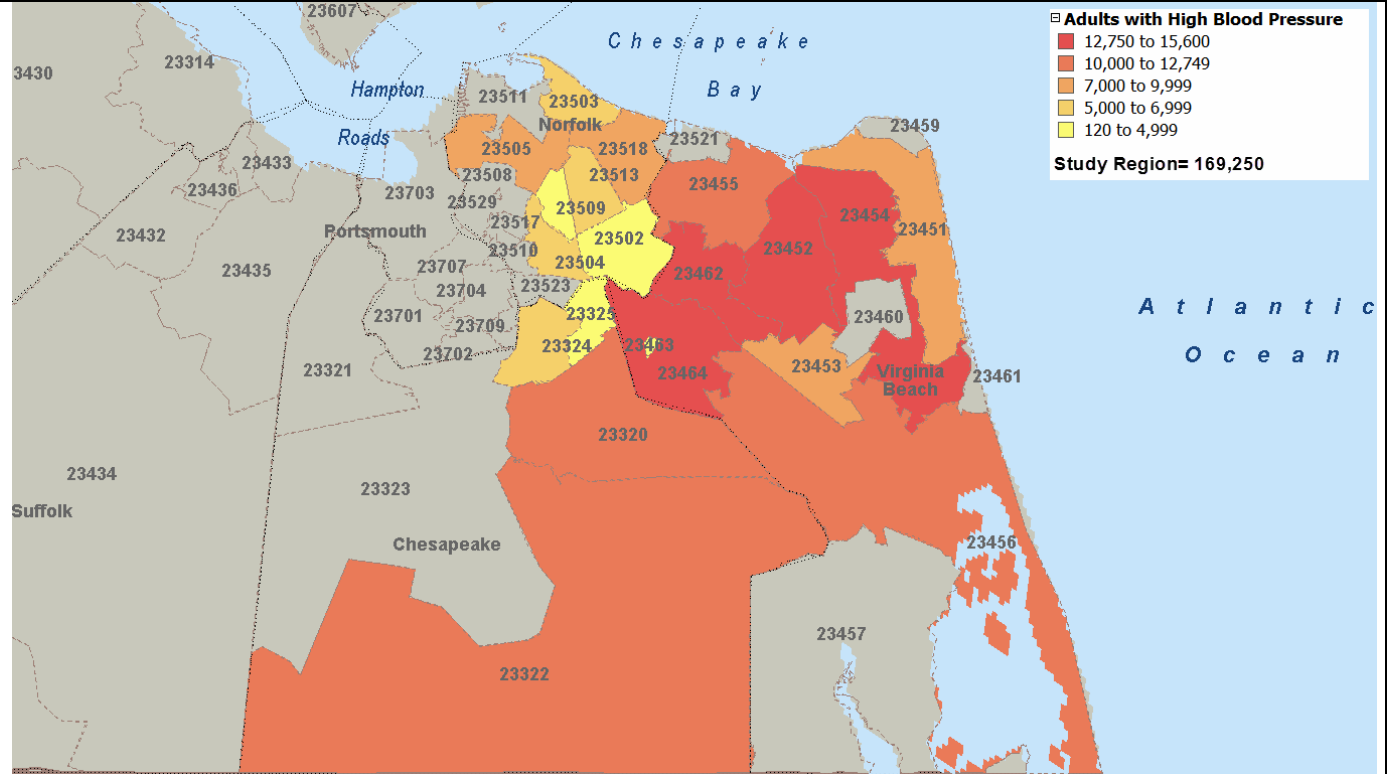 23607
Adults with High Blood Pressure
12,750 to 15,600
10,000 to 12,749
7,000 to 9,999
5,000 to 6,999
120 to 4,999
Study Region= 169,250
Chesapeake
Bay
23314
3430
Hampton
Roads
23511
23503
Norfolk
23459
23521
23505
23518
23433
23508
23513
23436
23703
23455
23529
23509
23454
23517
23451
Portsmouth
23432
23502
23510
23452
23504
23435
23707
23462
23704
23523
Atlantic
Ocean
23701
23325
23460
23709
23324
23463
23702
23321
23464
23453
Virginia
Beach
23461
23320
23434
23323
Suffolk
Chesapeake
23456
23457
23322